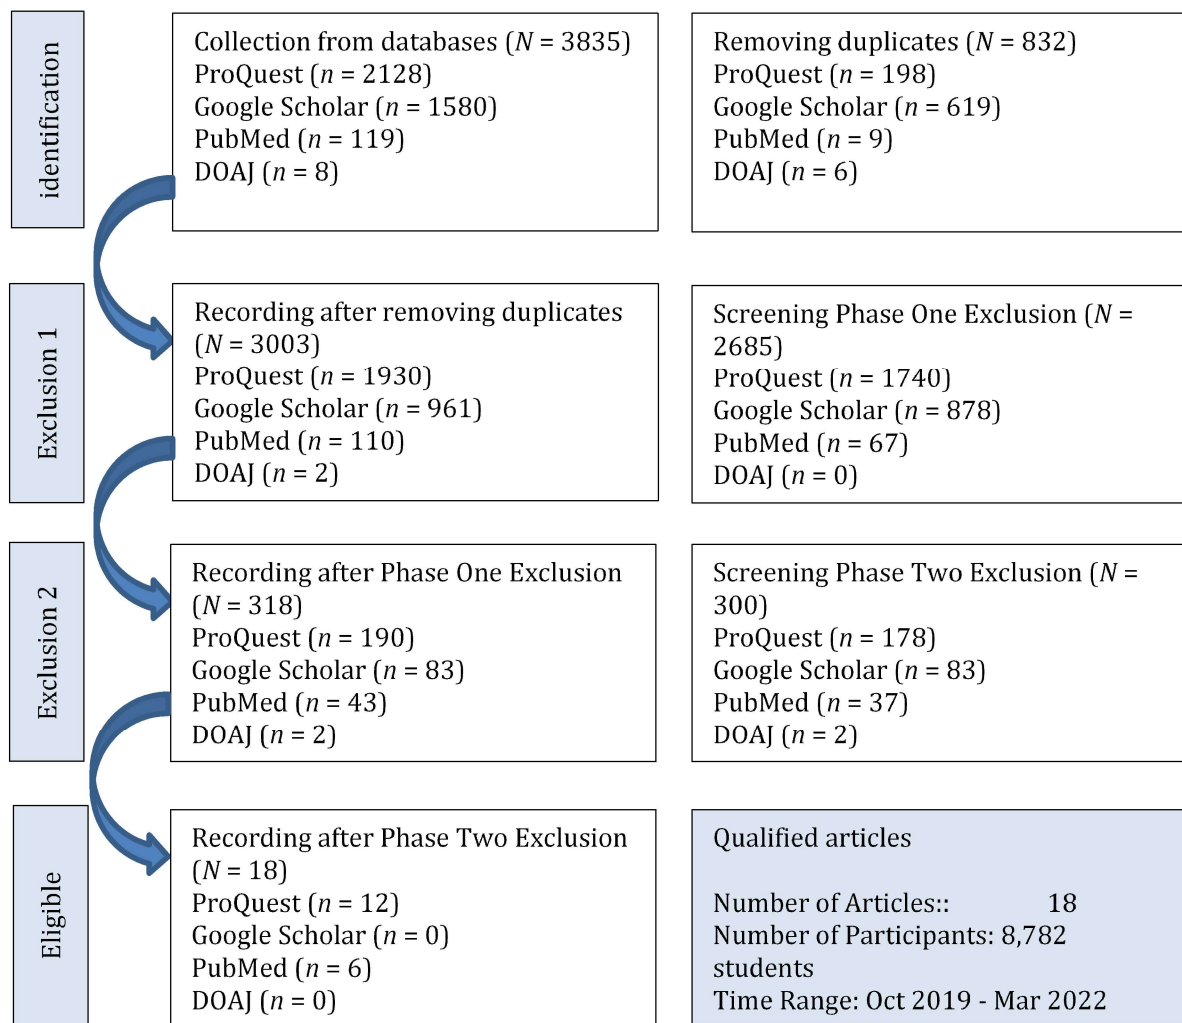 identification
Collection from databases (N = 3835)
ProQuest (n = 2128)
Google Scholar (n = 1580)
PubMed (n = 119)
DOAJ (n = 8)
Removing duplicates (N = 832)
ProQuest (n = 198)
Google Scholar (n = 619)
PubMed (n = 9)
DOAJ (n = 6)
Exclusion 1
Recording after removing duplicates
(N = 3003)
ProQuest (n = 1930)
Google Scholar (n = 961)
PubMed (n = 110)
DOAJ (n = 2)
Screening Phase One Exclusion (N =
2685)
ProQuest (n = 1740)
Google Scholar (n = 878)
PubMed (n = 67)
DOAJ (n = 0)
Exclusion 2
Recording after Phase One Exclusion
(N = 318)
ProQuest (n = 190)
Google Scholar (n = 83)
PubMed (n = 43)
DOAJ (n = 2)
Screening Phase Two Exclusion (N =
300)
ProQuest (n = 178)
Google Scholar (n = 83)
PubMed (n = 37)
DOAJ (n = 2)
Eligible
Recording after Phase Two Exclusion
(N = 18)
ProQuest (n = 12)
Google Scholar (n = 0)
PubMed (n = 6)
DOAJ (n = 0)
Qualified articles
Number of Articles:: 18
Number of Participants: 8,782
students
Time Range: Oct 2019 - Mar 2022